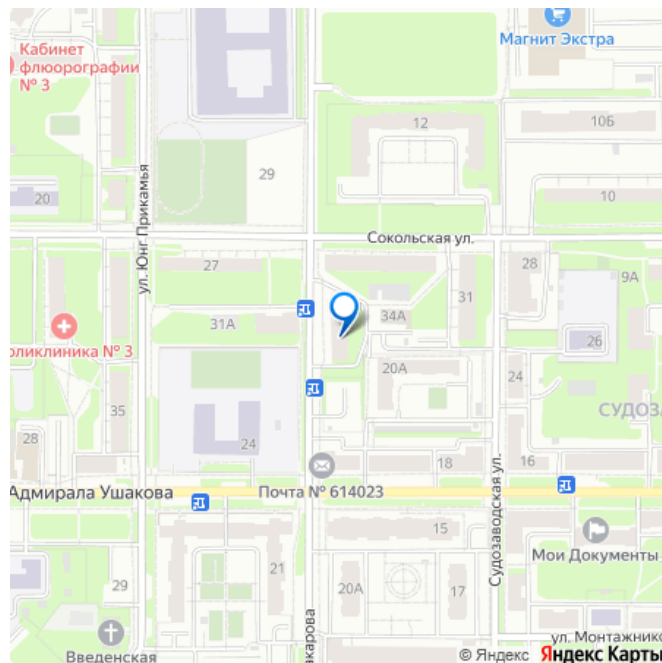 Кабинет
флюорографии
№ 3
Магнит Экстра
12
10Б
29
20
10
ул. Юнг Прикамья
Сокольская ул.
27
28
9А
31
31А
34А
26
оликлиника № 3
20А
24
СУДОЗА
35
28
24
18
16
Адмирала Ушакова
Почта № 614023
Судозаводская ул.
15
Мои Документы
21
20А
17
29
акарова
ул. Монтажнико
Введенская
© Яндекс Яндекс Карты